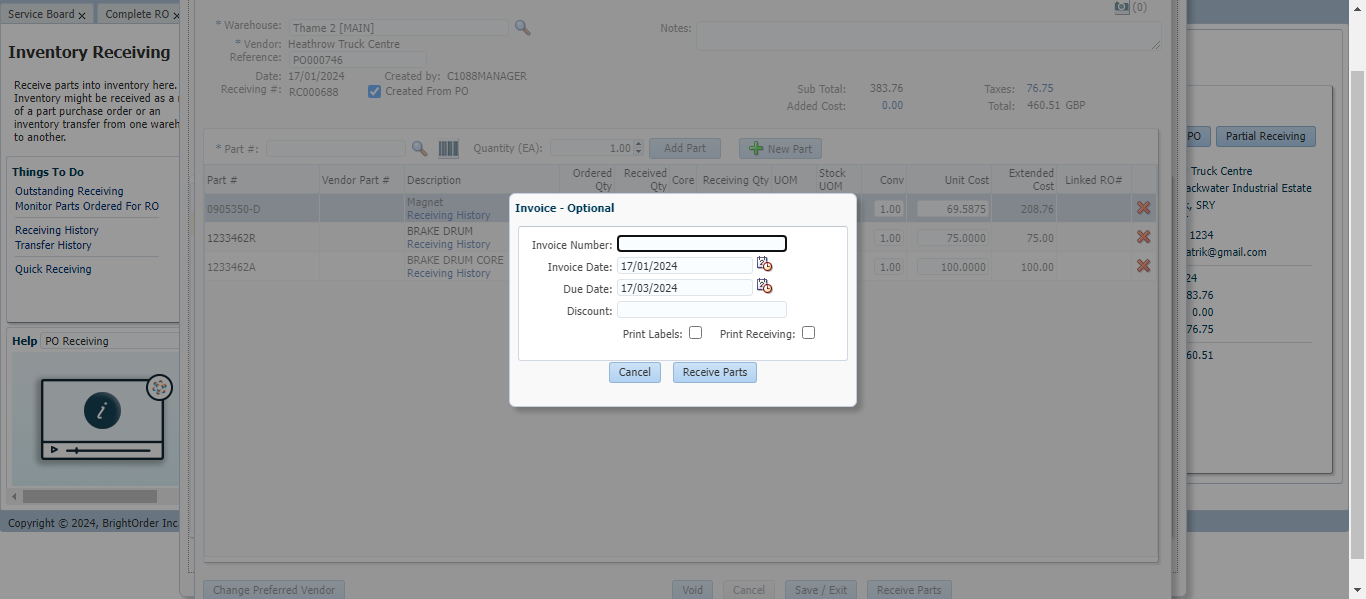 Service Board x
Complete RO x
Inventory Receiving
Receive parts into inventory here.
Inventory might be received as a
of a part purchase order or an
inventory transfer from one
to another.
Things To Do
Outstanding Receiving
Monitor Parts Ordered For RO
Receiving History
Transfer History
Quick Receiving
Help PO Receiving
i
Copyright © 2024, BrightOrder Inc.
(0)
* Warehouse: Thame 2 [MAIN]
Notes:
* Vendor: Heathrow Truck Centre
Reference: PO000746
Date: 17/01/2024 Created by: C1088MANAGER
Receiving #: RC000688 Created From PO
Sub Total: 383.76 Taxes: 76.75
Added Cost: 0.00 Total: 460.51 GBP
* Part #: Quantity (EA): 1.00 Add Part New Part
Part # Vendor Part # Description Ordered Qty Received Qty Core Receiving Qty UOM Stock UOM Conv Unit Cost Extended Cost Linked RO#
0905350-D Magnet 1.00 69.5875 208.76
Receiving History
1233462R BRAKE DRUM 1.00 75.0000 75.00
Receiving History
1233462A BRAKE DRUM CORE 1.00 100.0000 100.00
Receiving History
Invoice - Optional
Invoice Number:
Invoice Date: 17/01/2024
Due Date: 17/03/2024
Discount:
Print Labels: Print Receiving:
Cancel Receive Parts
Change Preferred Vendor Void Cancel Save / Exit Receive Parts
PO Partial Receiving
Truck Centre
Industrial Estate
, SRY
1234
@gmail.com
24
83.76
0.00
76.75
60.51